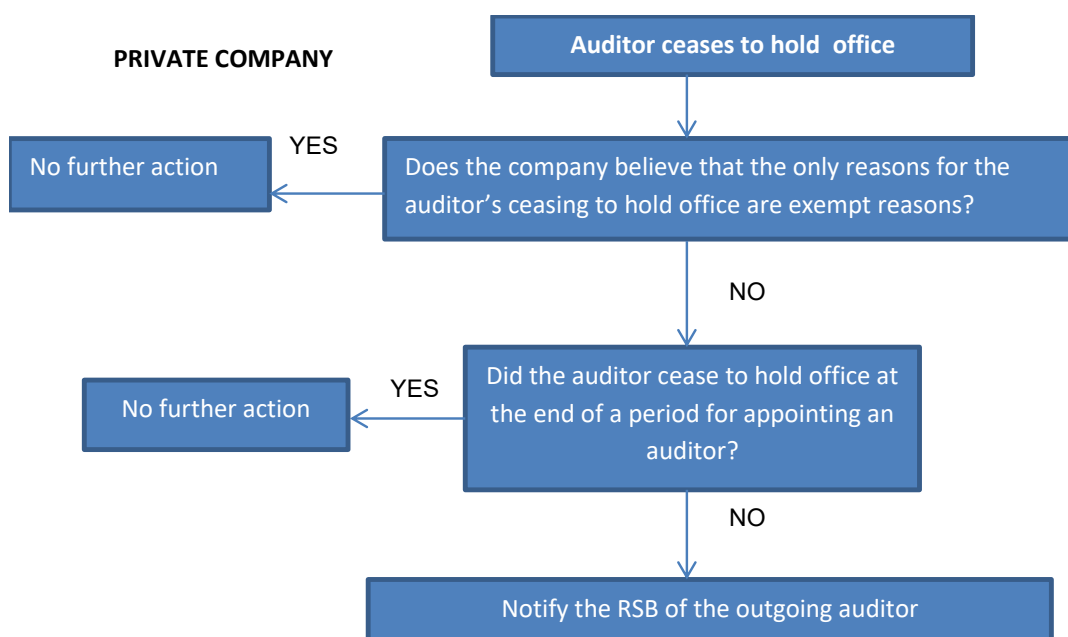 PRIVATE COMPANY
Auditor ceases to hold office
YES
No further action
Does the company believe that the only reasons for the
auditor’s ceasing to hold office are exempt reasons?
NO
YES
No further action
Did the auditor cease to hold office at
the end of a period for appointing an
auditor?
NO
Notify the RSB of the outgoing auditor